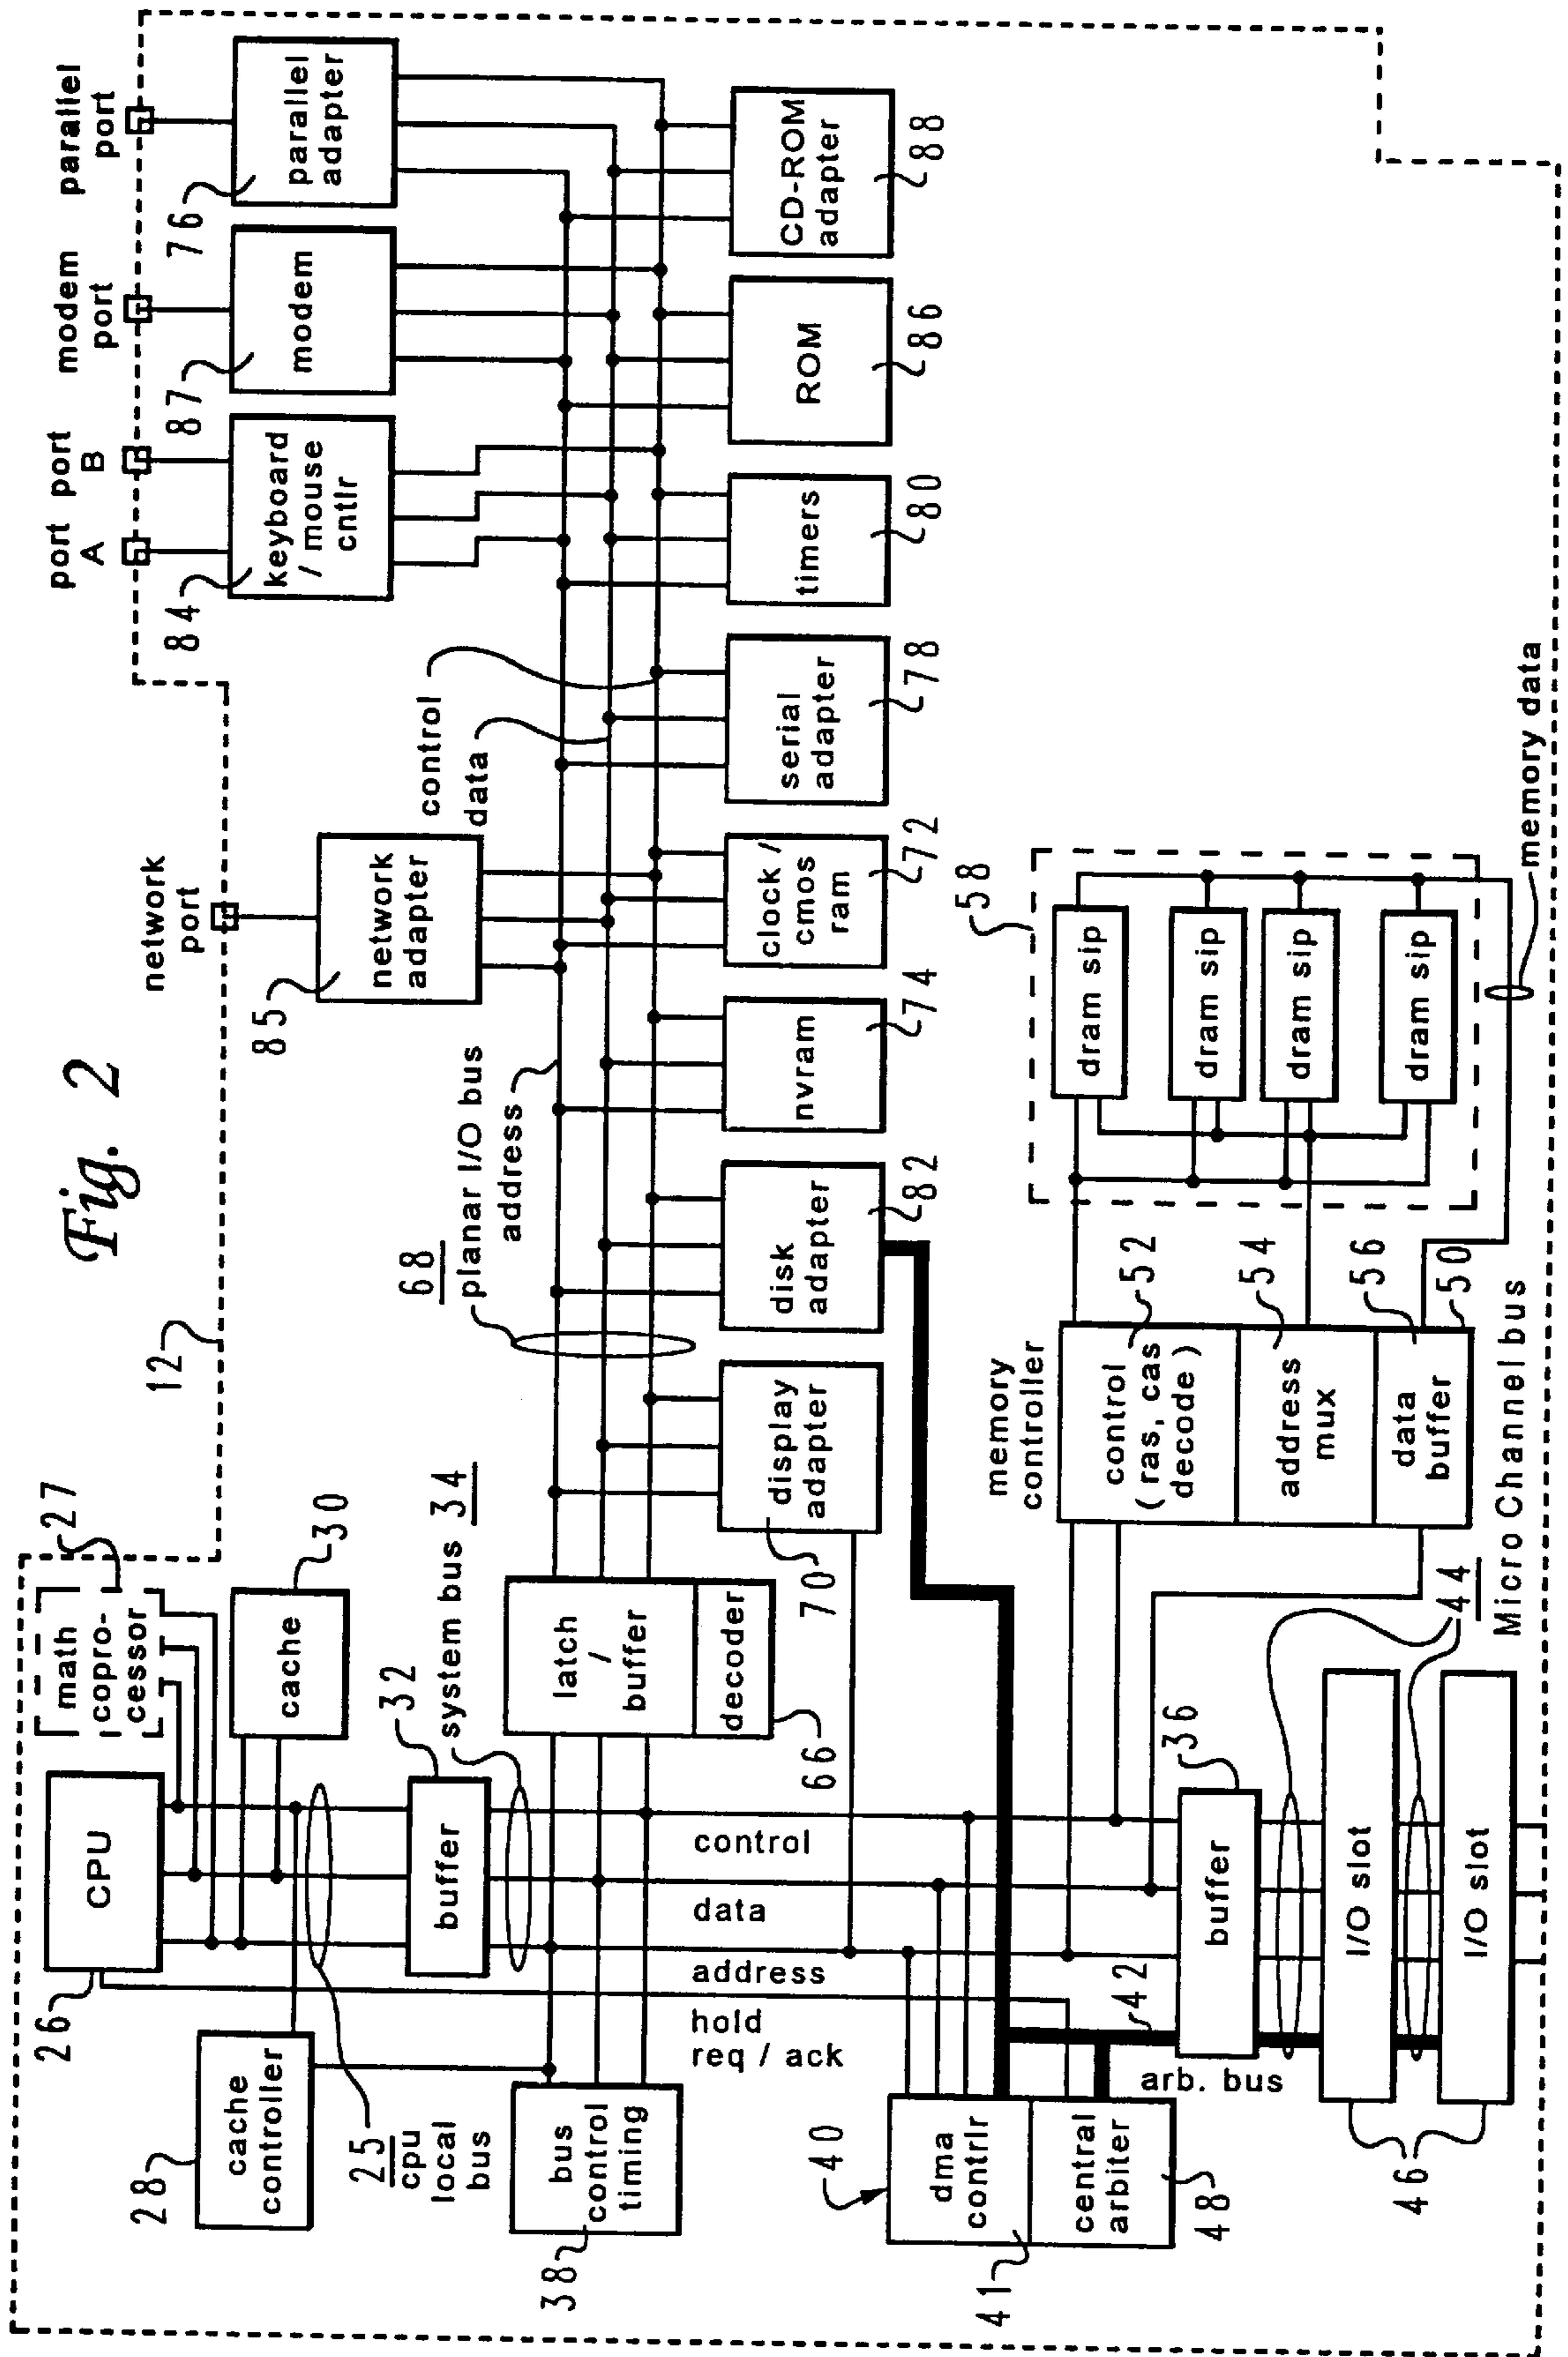 Fig. 2
12
26
CPU
27
math
copro-
cessor
28
cache
controller
30
cache
25
cpu
local
bus
32
buffer
system bus 34
38
bus
control
timing
latch
/
buffer
decoder
66
control
data
address
hold
req / ack
40
dma
contrlr
41
central
arbiter
48
arb. bus
42
buffer
36
I/O slot
I/O slot
46
44
Micro Channel bus
network
port
85
network
adapter
port
A
port
B
84
keyboard
/ mouse
cntlr
modem
port
87
modem
parallel
port
76
parallel
adapter
68
planar I/O bus
address
data
control
70
display
adapter
disk
adapter
82
nvram
74
clock /
cmos
ram
72
serial
adapter
78
timers
80
ROM
86
CD-ROM
adapter
88
memory
controller
control
( ras, cas
decode )
52
address
mux
54
data
buffer
56
50
58
dram sip
dram sip
dram sip
dram sip
memory data